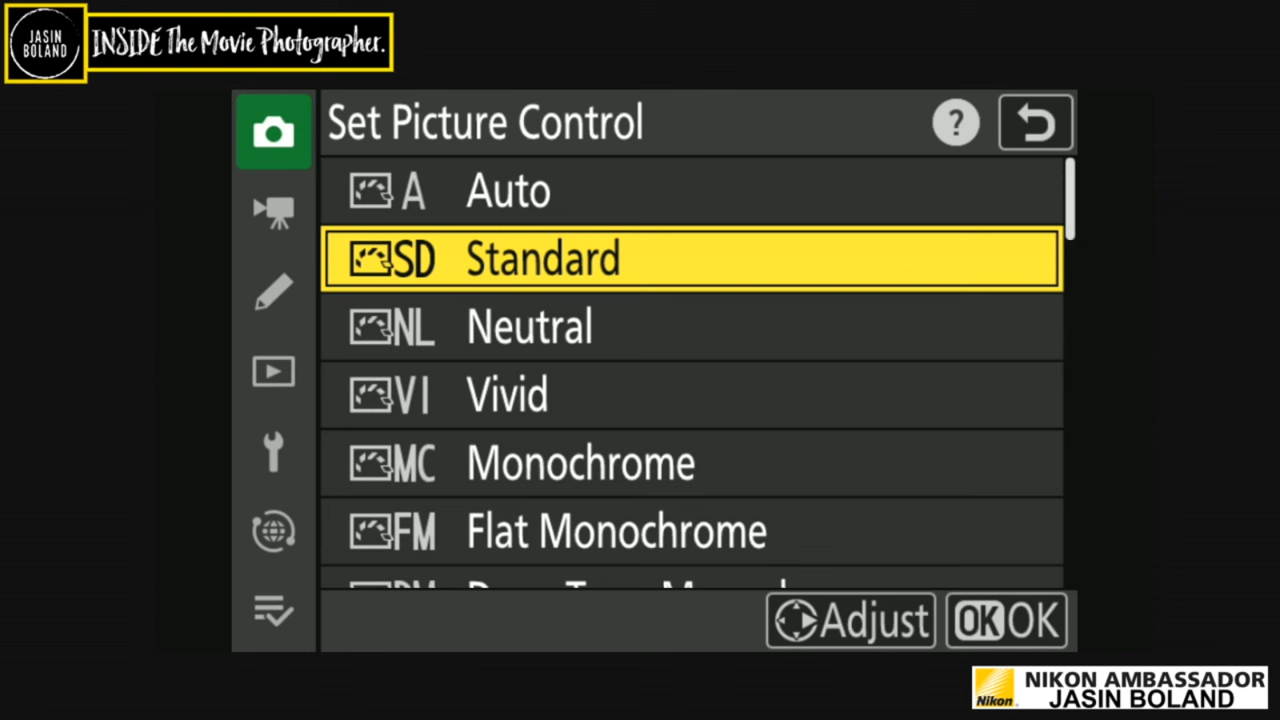 JASIN
BOLAND
INSIDE The Movie Photographer.
Set Picture Control
?
A Auto
SD Standard
NL Neutral
VI Vivid
MC Monochrome
FM Flat Monochrome
Adjust
OK OK
Nikon
NIKON AMBASSADOR
JASIN BOLAND